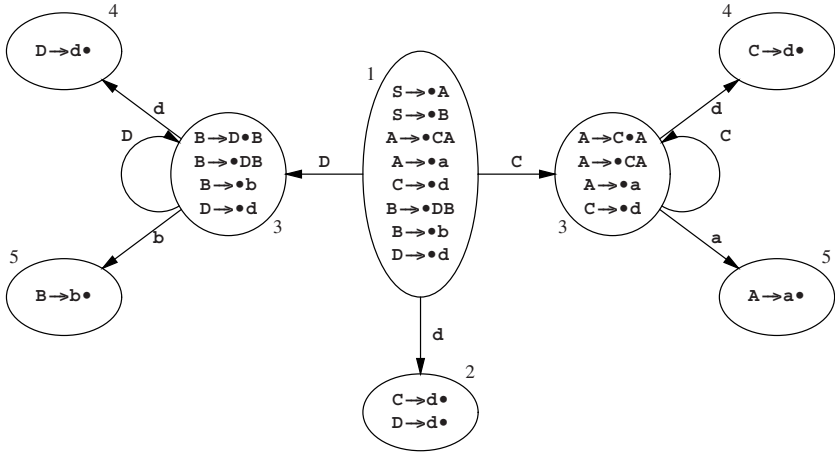 4
D→d•
d
D
B→D•B
B→•DB
B→•b
D→•d
3
b
5
B→b•
D
1
S→•A
S→•B
A→•CA
A→•a
C→•d
B→•DB
B→•b
D→•d
C
d
2
C→d•
D→d•
4
C→d•
d
C
A→C•A
A→•CA
A→•a
C→•d
3
a
5
A→a•